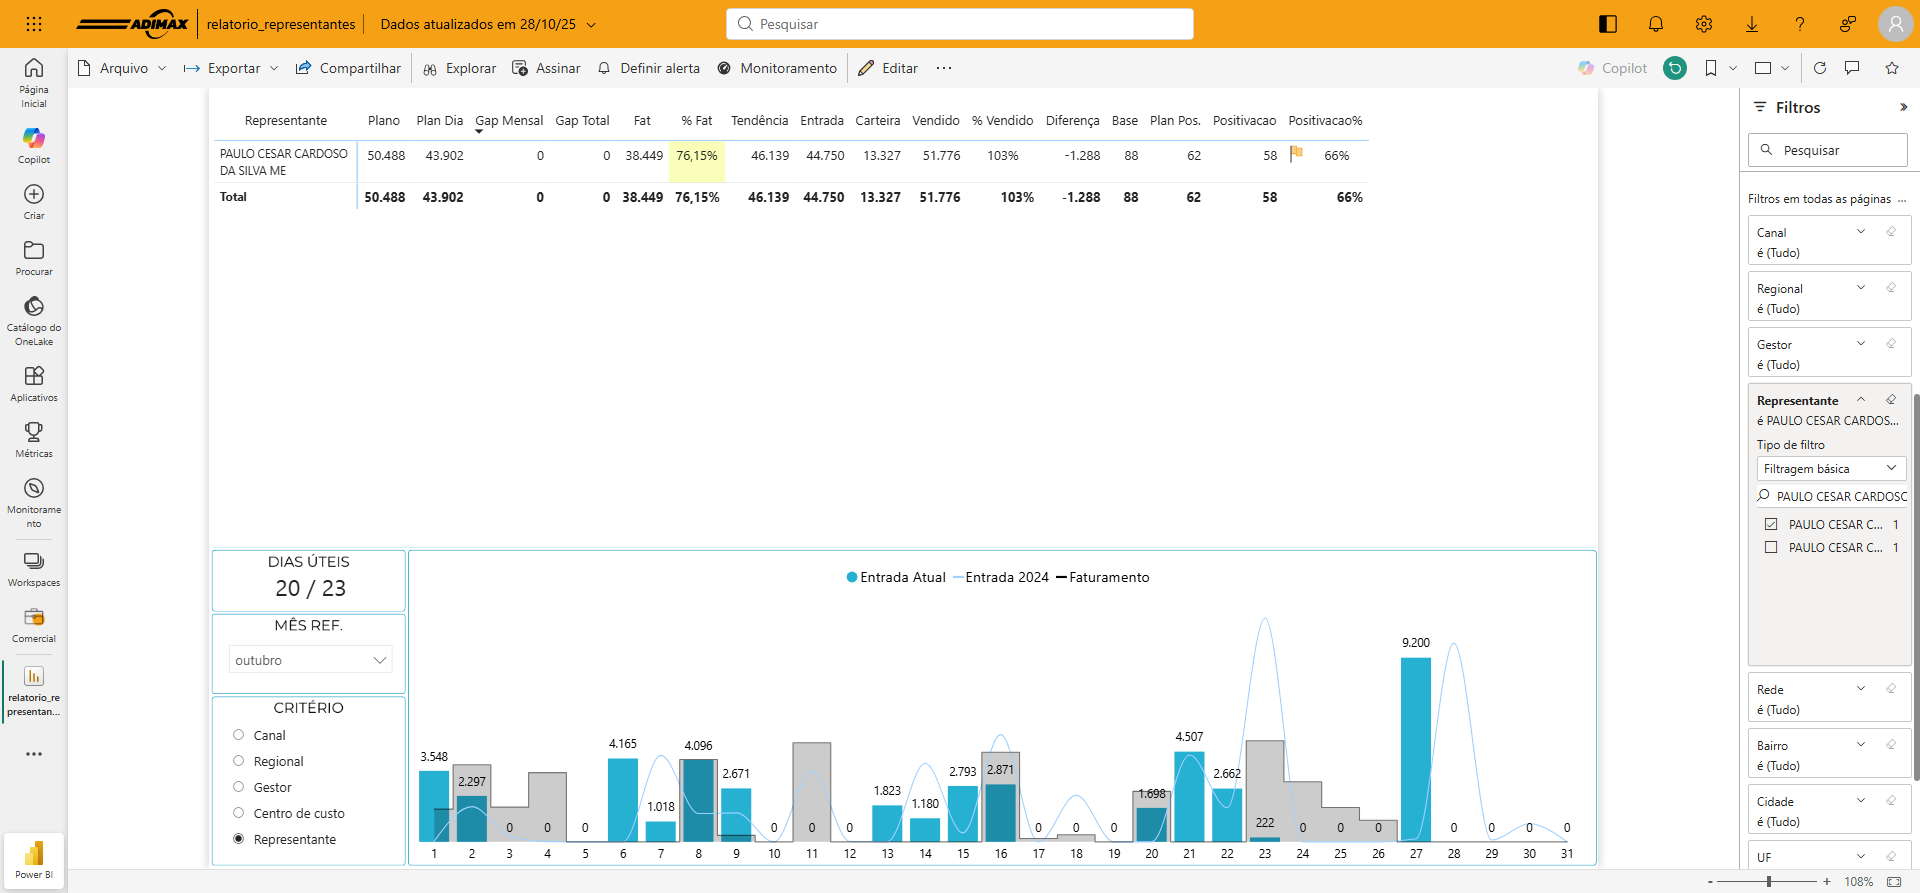 ADIMAX relatorio_representantes Dados atualizados em 28/10/25 Pesquisar
Arquivo Exportar Compartilhar Explorar Assinar Definir alerta Monitoramento Editar ... Copilot
Página
Inicial
Copilot
Criar
Procurar
Catálogo do
OneLake
Aplicativos
Métricas
Monitorame
nto
Workspaces
Comercial
relatorio_re
presentan...
Power BI
Representante Plano Plan Dia Gap Mensal Gap Total Fat % Fat Tendência Entrada Carteira Vendido % Vendido Diferença Base Plan Pos. Positivacao Positivacao%
PAULO CESAR CARDOSO 50.488 43.902 0 0 38.449 76,15% 46.139 44.750 13.327 51.776 103% -1.288 88 62 58 66%
DA SILVA ME
Total 50.488 43.902 0 0 38.449 76,15% 46.139 44.750 13.327 51.776 103% -1.288 88 62 58 66%
DIAS ÚTEIS
20 / 23
MÊS REF.
outubro
CRITÉRIO
Canal
Regional
Gestor
Centro de custo
Representante
Entrada Atual Entrada 2024 Faturamento
3.548 2.297 0 0 0 4.165 1.018 4.096 2.671 0 0 0 1.823 1.180 2.793 2.871 0 0 0 1.698 4.507 2.662 222 0 0 0 9.200 0 0 0 0
1 2 3 4 5 6 7 8 9 10 11 12 13 14 15 16 17 18 19 20 21 22 23 24 25 26 27 28 29 30 31
Filtros
Pesquisar
Filtros em todas as páginas ...
Canal
é (Tudo)
Regional
é (Tudo)
Gestor
é (Tudo)
Representante
é PAULO CESAR CARDOS...
Tipo de filtro
Filtragem básica
PAULO CESAR CARDOSO
PAULO CESAR C... 1
PAULO CESAR C... 1
Rede
é (Tudo)
Bairro
é (Tudo)
Cidade
é (Tudo)
UF
- + 108%